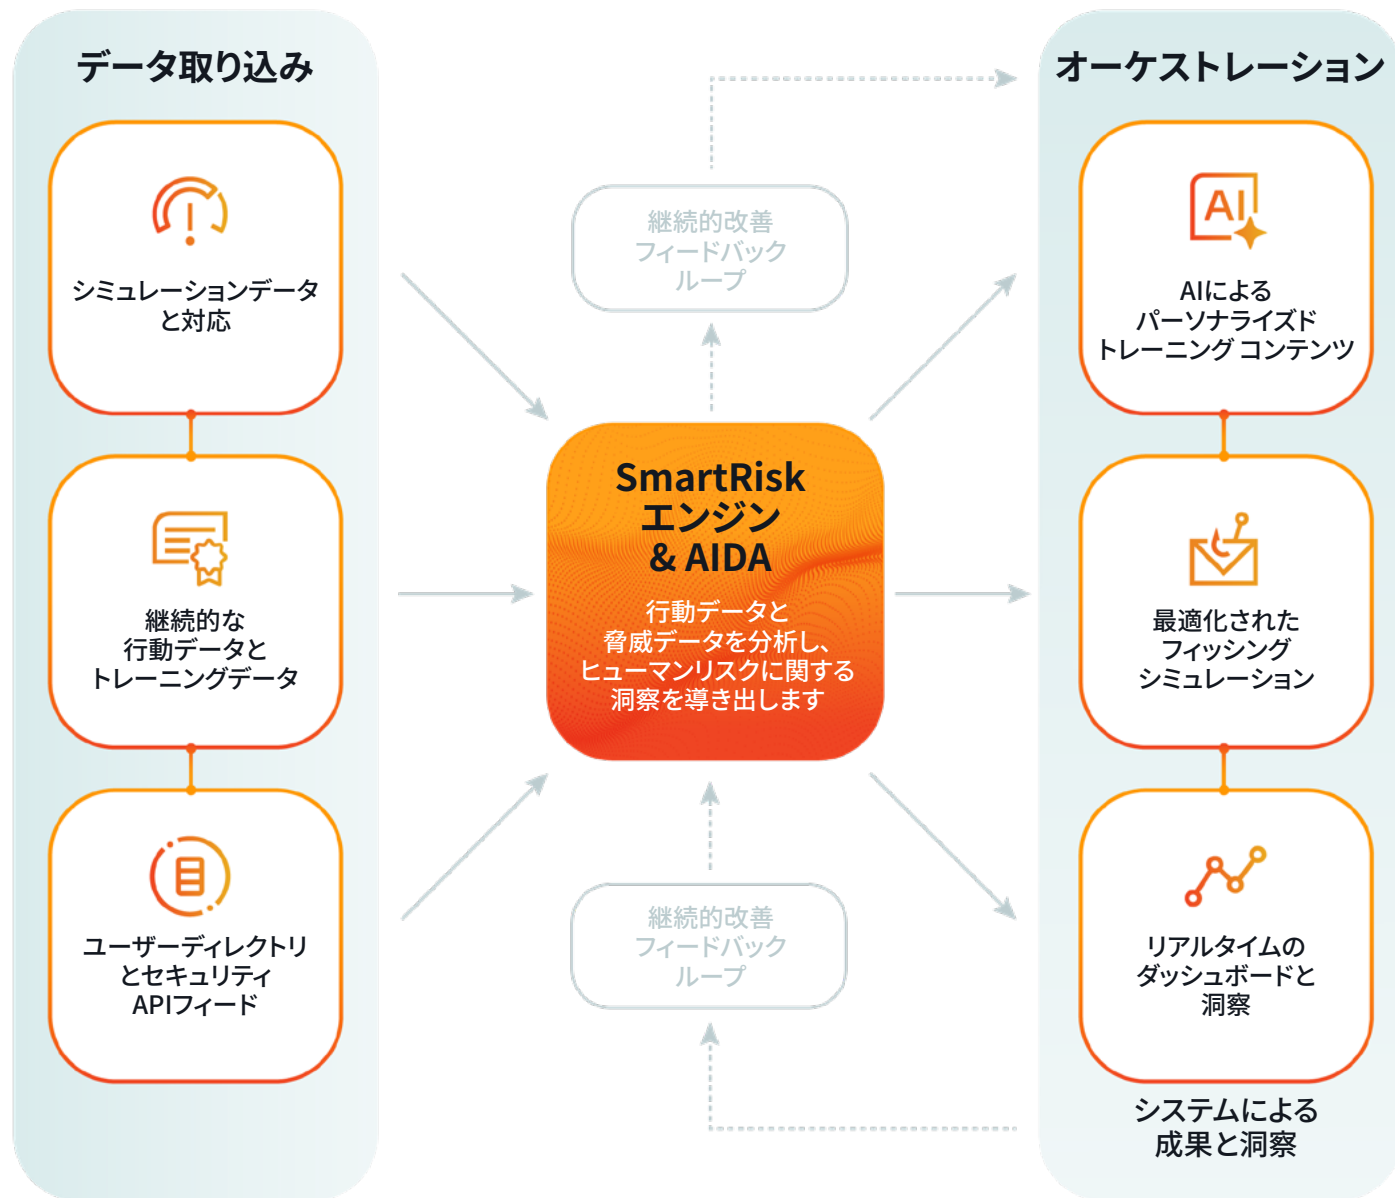 データ取り込み
シミュレーションデータ
と対応
継続的な
行動データと
トレーニングデータ
ユーザーディレクトリ
とセキュリティ
APIフィード
継続的改善
フィードバック
ループ
SmartRisk
エンジン
& AIDA
行動データと
脅威データを分析し、
ヒューマンリスクに関する
洞察を導き出します
継続的改善
フィードバック
ループ
オーケストレーション
AI
AIによる
パーソナライズド
トレーニング コンテンツ
最適化された
フィッシング
シミュレーション
リアルタイムの
ダッシュボードと
洞察
システムによる
成果と洞察